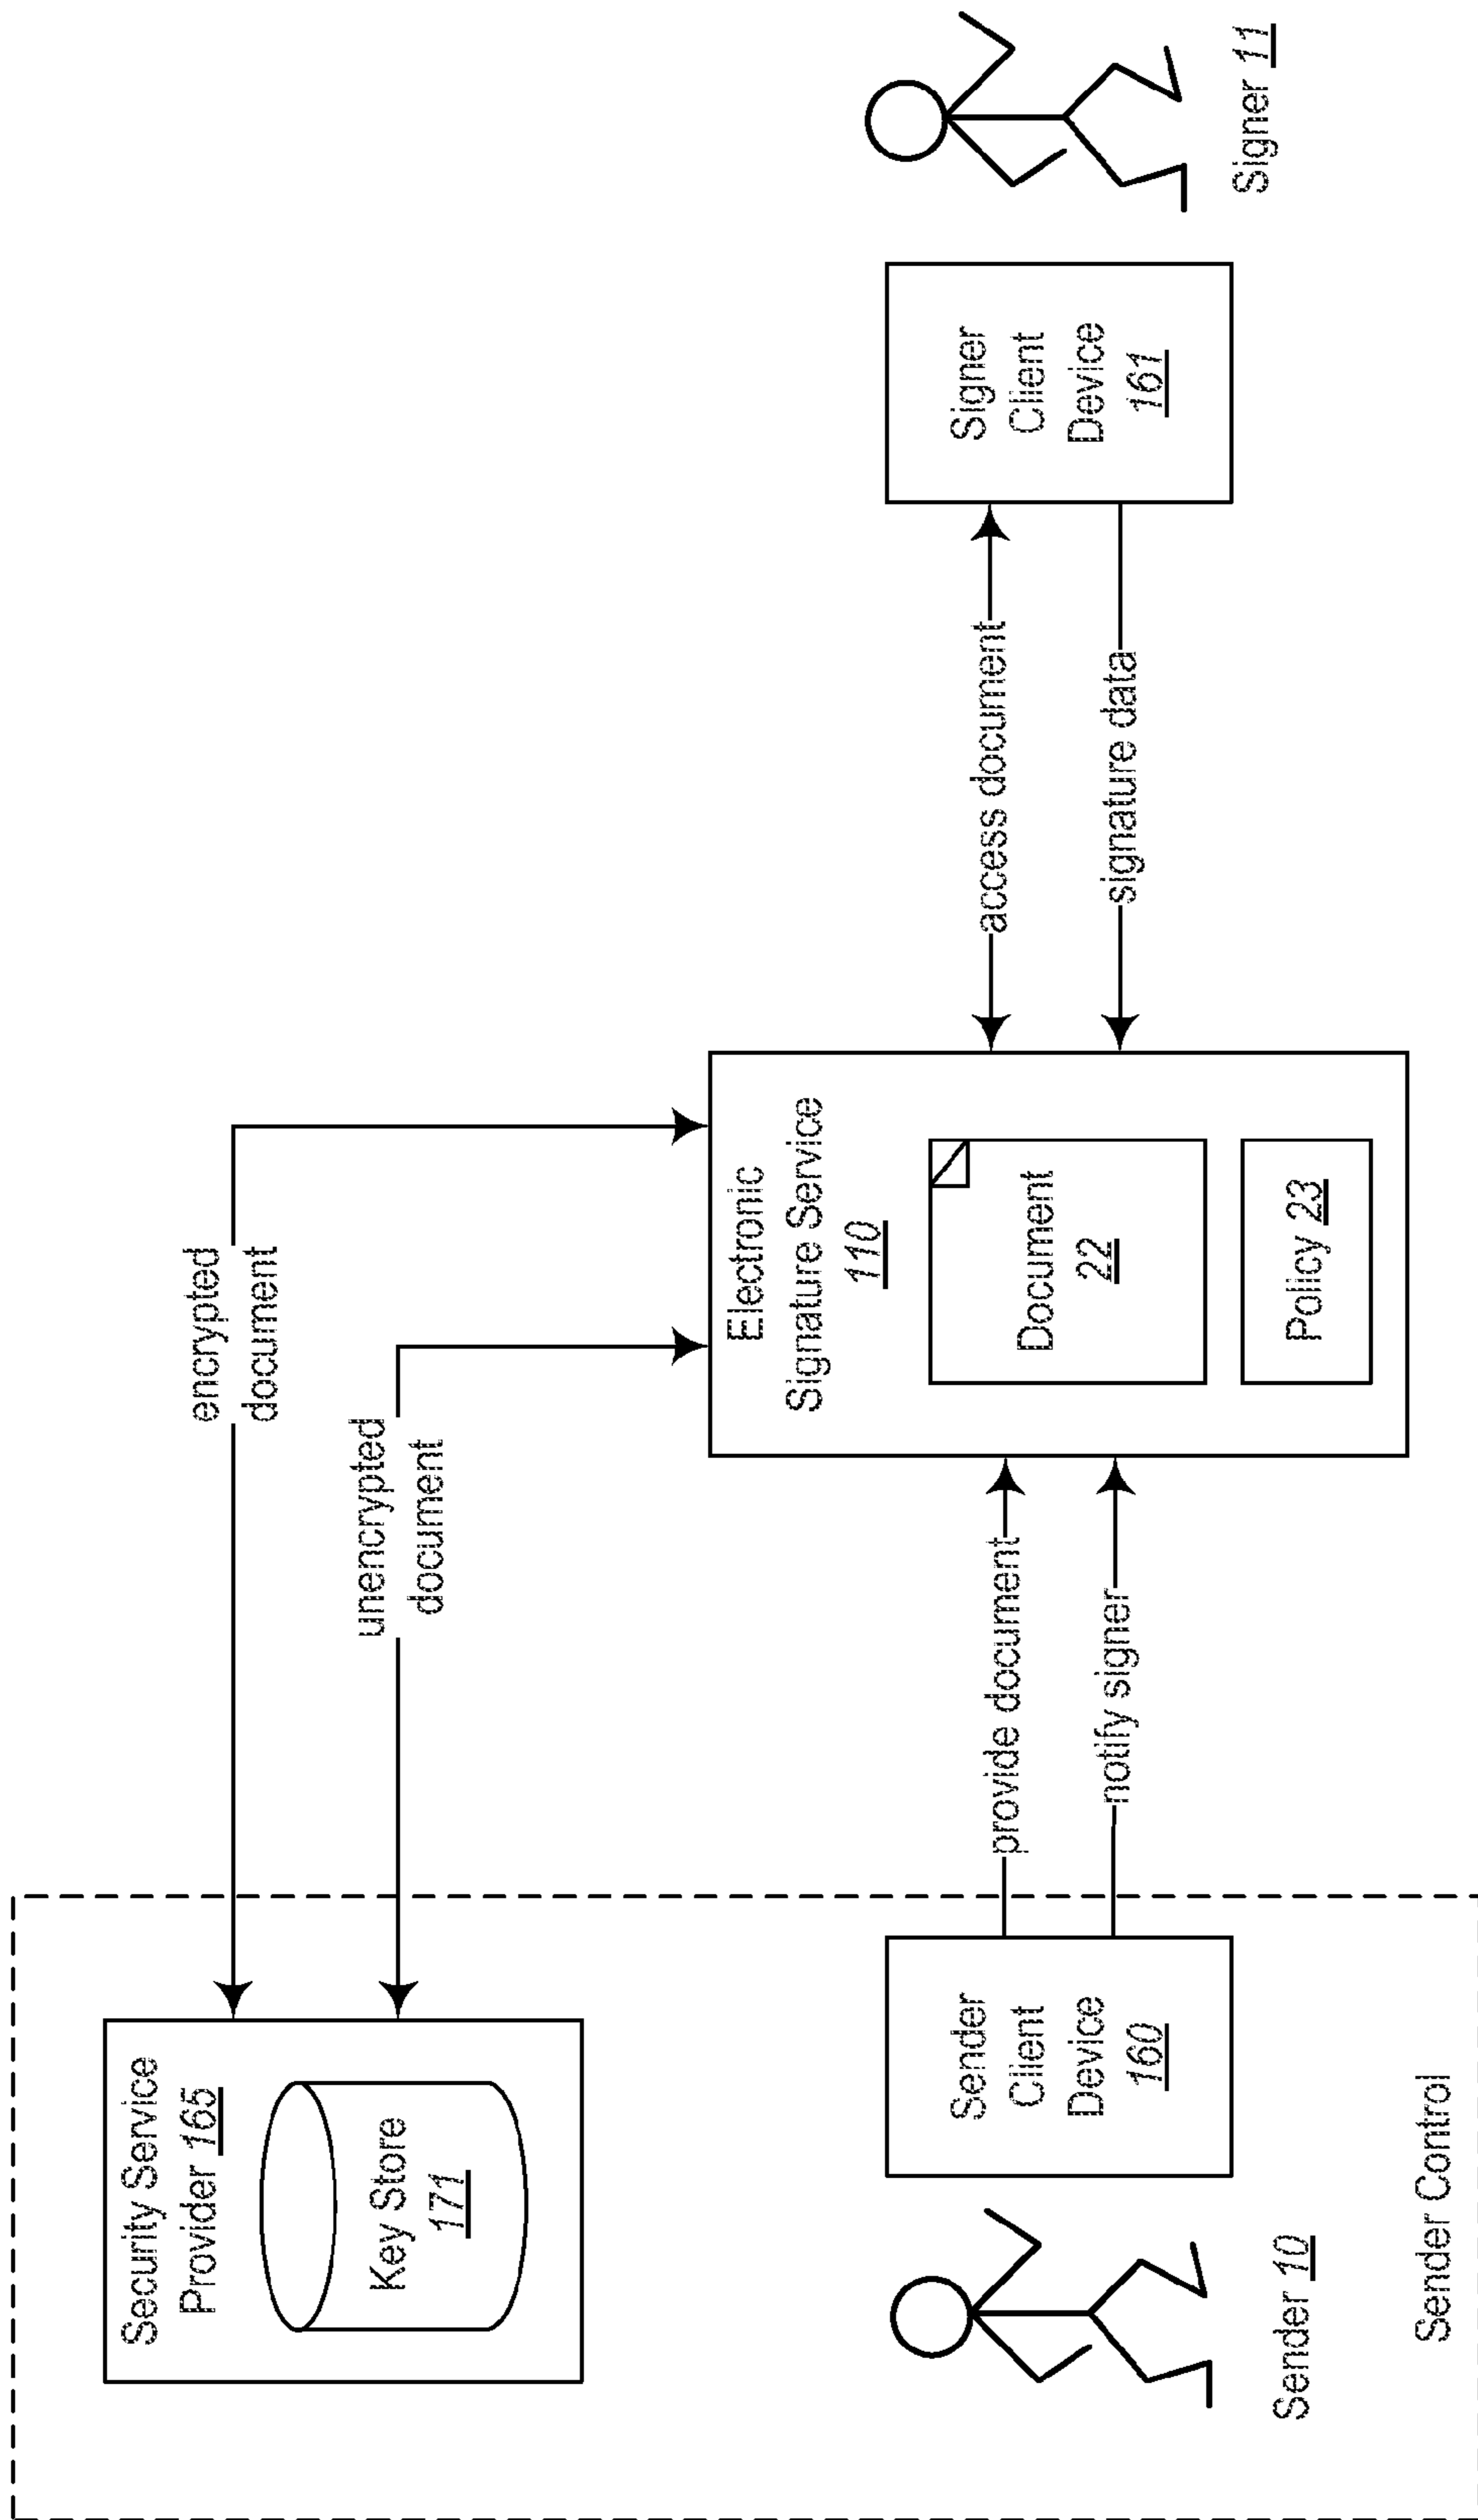 Security Service
Provider 165
Key Store
171
encrypted
document
unencrypted
document
Sender
Client
Device
160
Sender 10
Sender Control
provide document
notify signer
Electronic
Signature Service
110
Document
22
Policy 23
access document
signature data
Signer
Client
Device
161
Signer 11